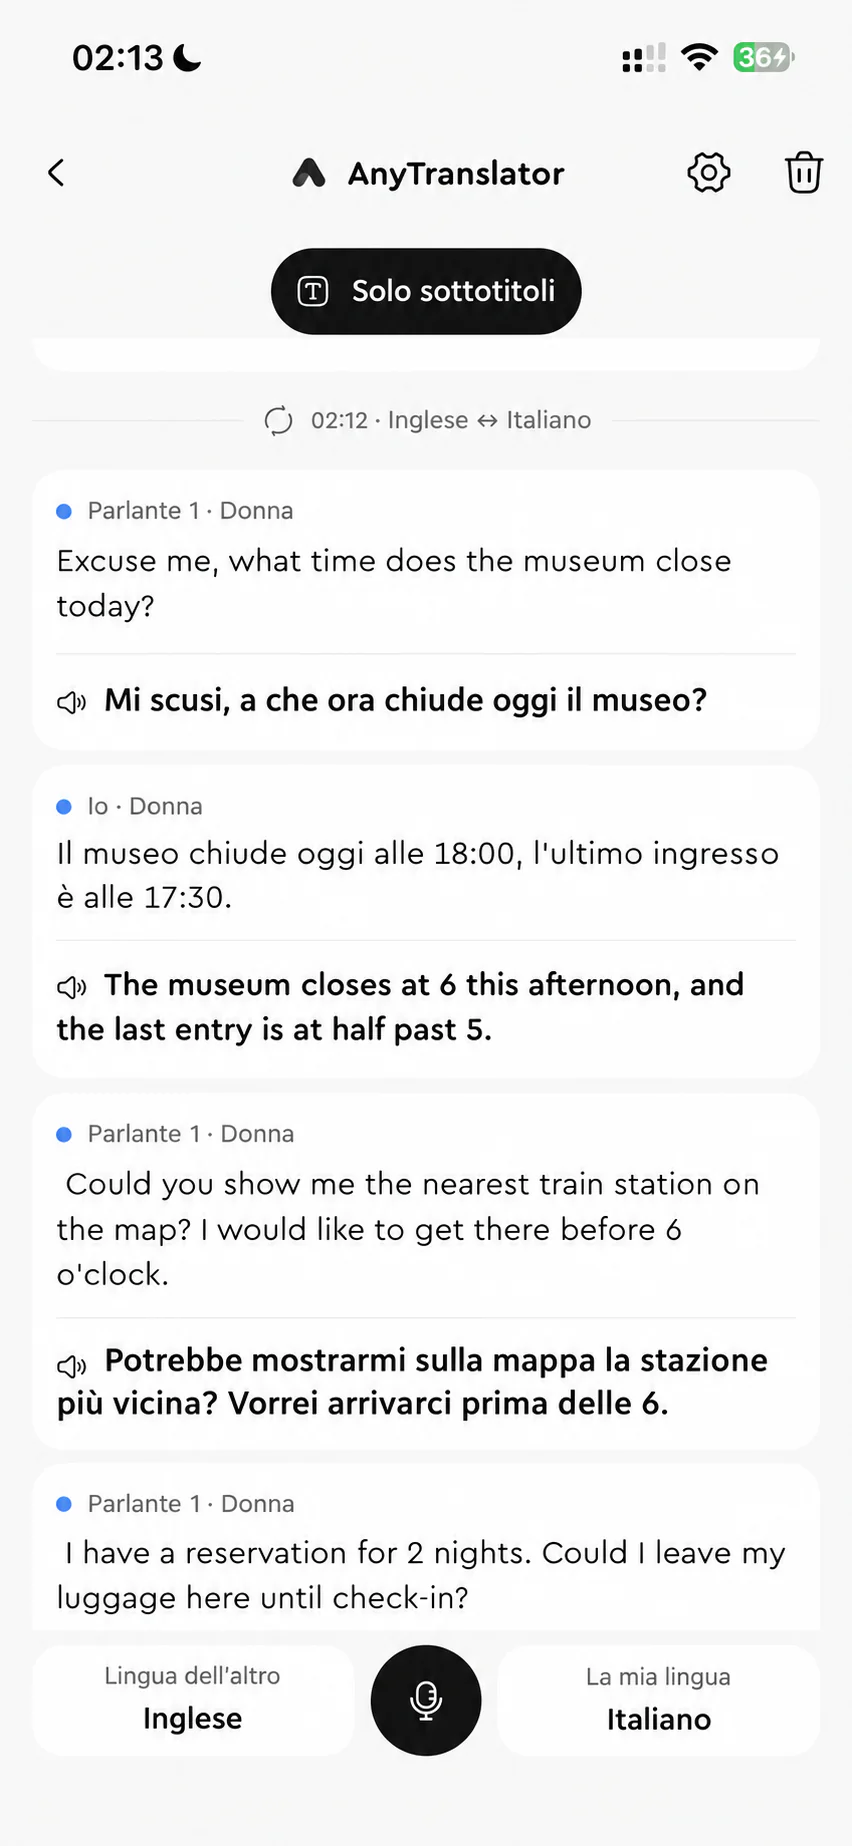 02:13
36
AnyTranslator
Solo sottotitoli
02:12 · Inglese ↔ Italiano
Parlante 1 · Donna
Excuse me, what time does the museum close
today?
Mi scusi, a che ora chiude oggi il museo?
Io · Donna
Il museo chiude oggi alle 18:00, l'ultimo ingresso
è alle 17:30.
The museum closes at 6 this afternoon, and
the last entry is at half past 5.
Parlante 1 · Donna
Could you show me the nearest train station on
the map? I would like to get there before 6
o'clock.
Potrebbe mostrarmi sulla mappa la stazione
più vicina? Vorrei arrivarci prima delle 6.
Parlante 1 · Donna
I have a reservation for 2 nights. Could I leave my
luggage here until check-in?
Lingua dell'altro
Inglese
La mia lingua
Italiano